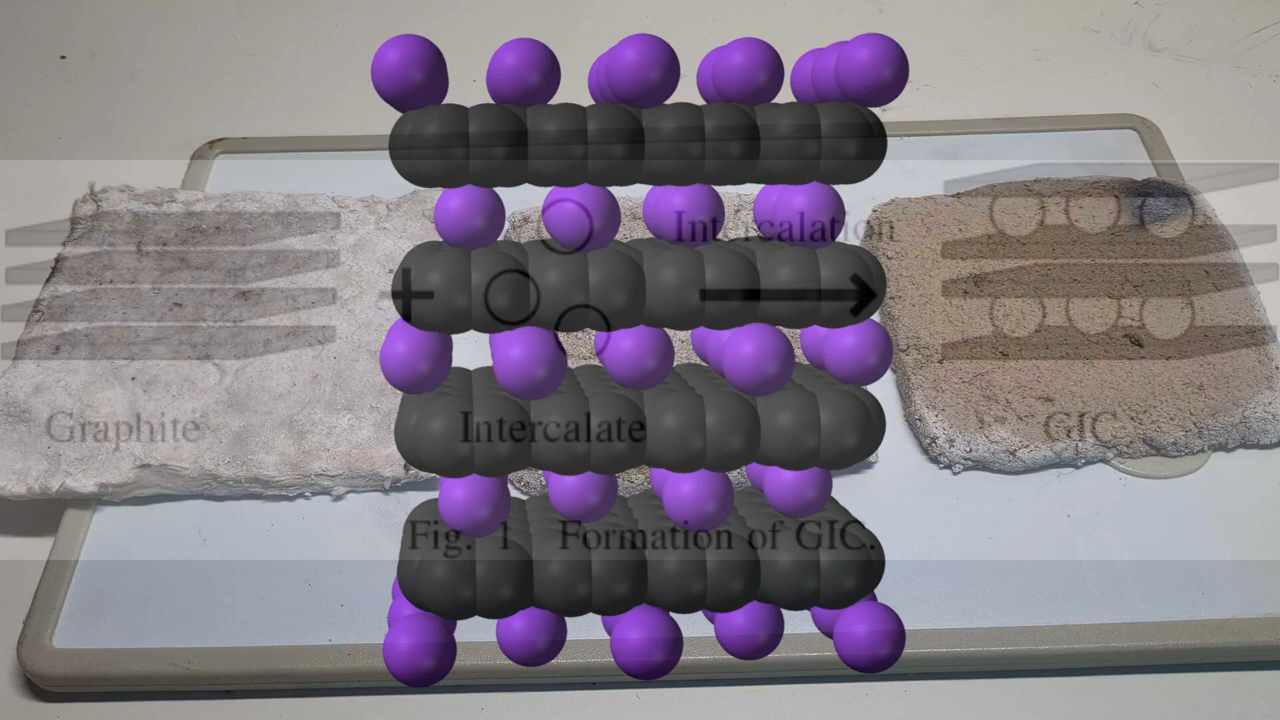 Intercalation
+
Graphite
Intercalate
GIC
Fig. 1 Formation of GIC.